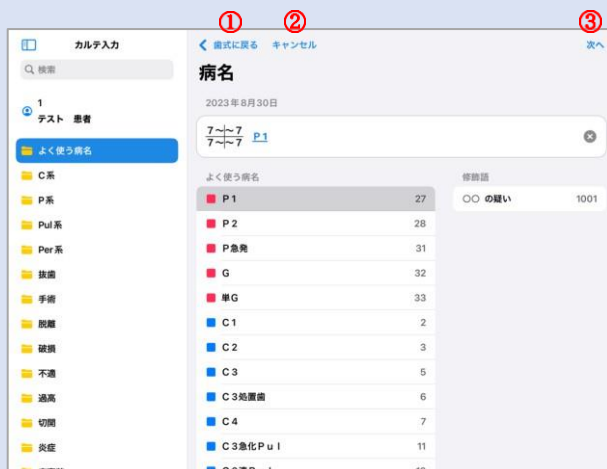 ① ② ③
カルテ入力
検索
1
テスト 患者
よく使う病名
C系
P系
Pul系
Per系
抜歯
手術
脱離
破損
不適
過高
切開
炎症
歯式に戻る キャンセル 次へ
病名
2023年8月30日
7~~7
7~~7 P1
よく使う病名
P1 27
P2 28
P急発 31
G 32
単G 33
C1 2
C2 3
C3 5
C3処置歯 6
C4 7
C3急化Pul 11
修飾語
○○ の疑い 1001